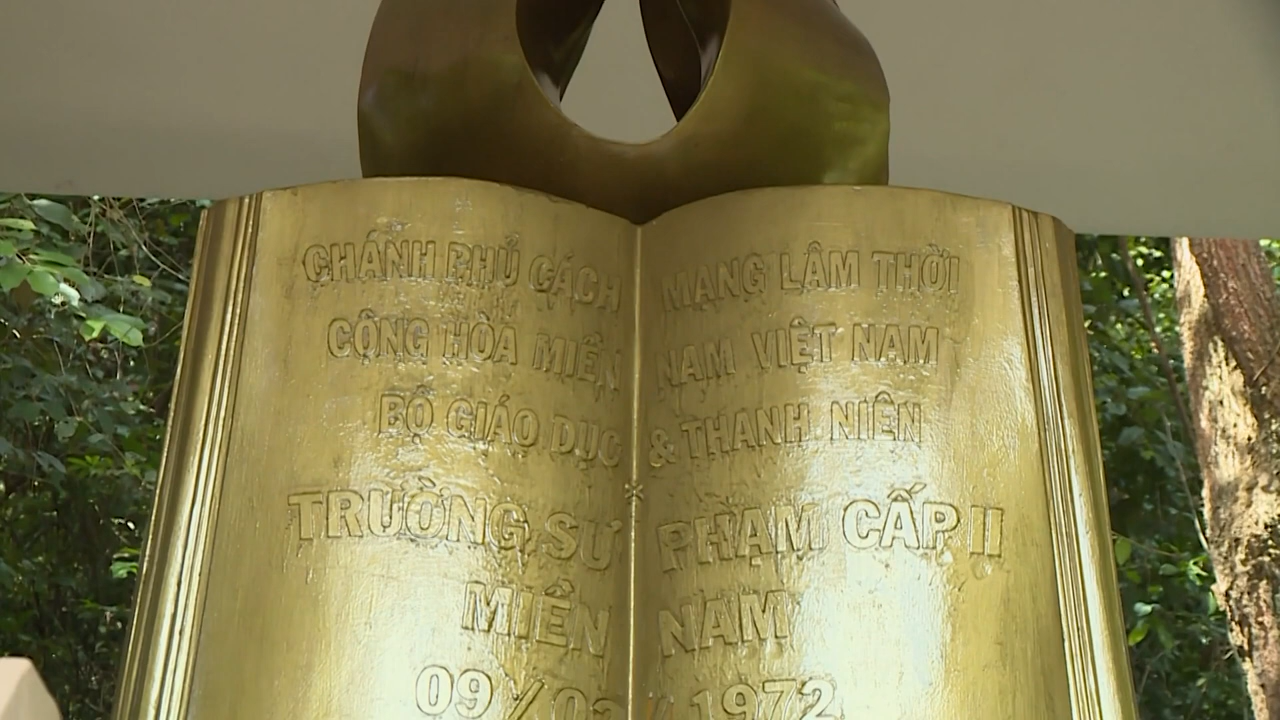 CHÁNH PHỦ CÁCH MẠNG LÂM THỜI
CỘNG HÒA MIỀN NAM VIỆT NAM
BỘ GIÁO DỤC & THANH NIÊN
TRƯỜNG SƯ PHẠM CẤP II
MIỀN NAM
09/02/1972